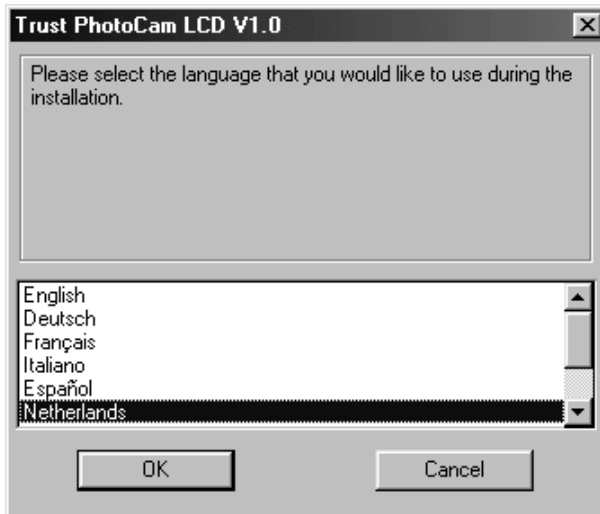 Trust PhotoCam LCD V1.0
Please select the language that you would like to use during the
installation.
English
Deutsch
Français
Italiano
Español
Netherlands
OK
Cancel